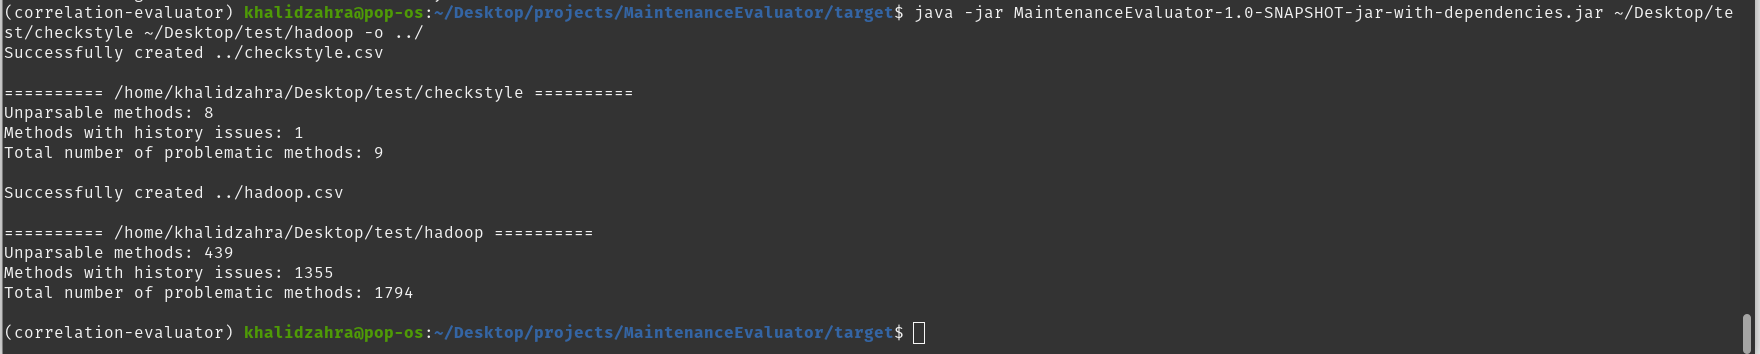 (correlation-evaluator) khalidzahra@pop-os:~/Desktop/projects/MaintenanceEvaluator/target$ java -jar MaintenanceEvaluator-1.0-SNAPSHOT-jar-with-dependencies.jar ~/Desktop/te
st/checkstyle ~/Desktop/test/hadoop -o ../
Successfully created ../checkstyle.csv

========== /home/khalidzahra/Desktop/test/checkstyle ==========
Unparsable methods: 8
Methods with history issues: 1
Total number of problematic methods: 9

Successfully created ../hadoop.csv

========== /home/khalidzahra/Desktop/test/hadoop ==========
Unparsable methods: 439
Methods with history issues: 1355
Total number of problematic methods: 1794

(correlation-evaluator) khalidzahra@pop-os:~/Desktop/projects/MaintenanceEvaluator/target$